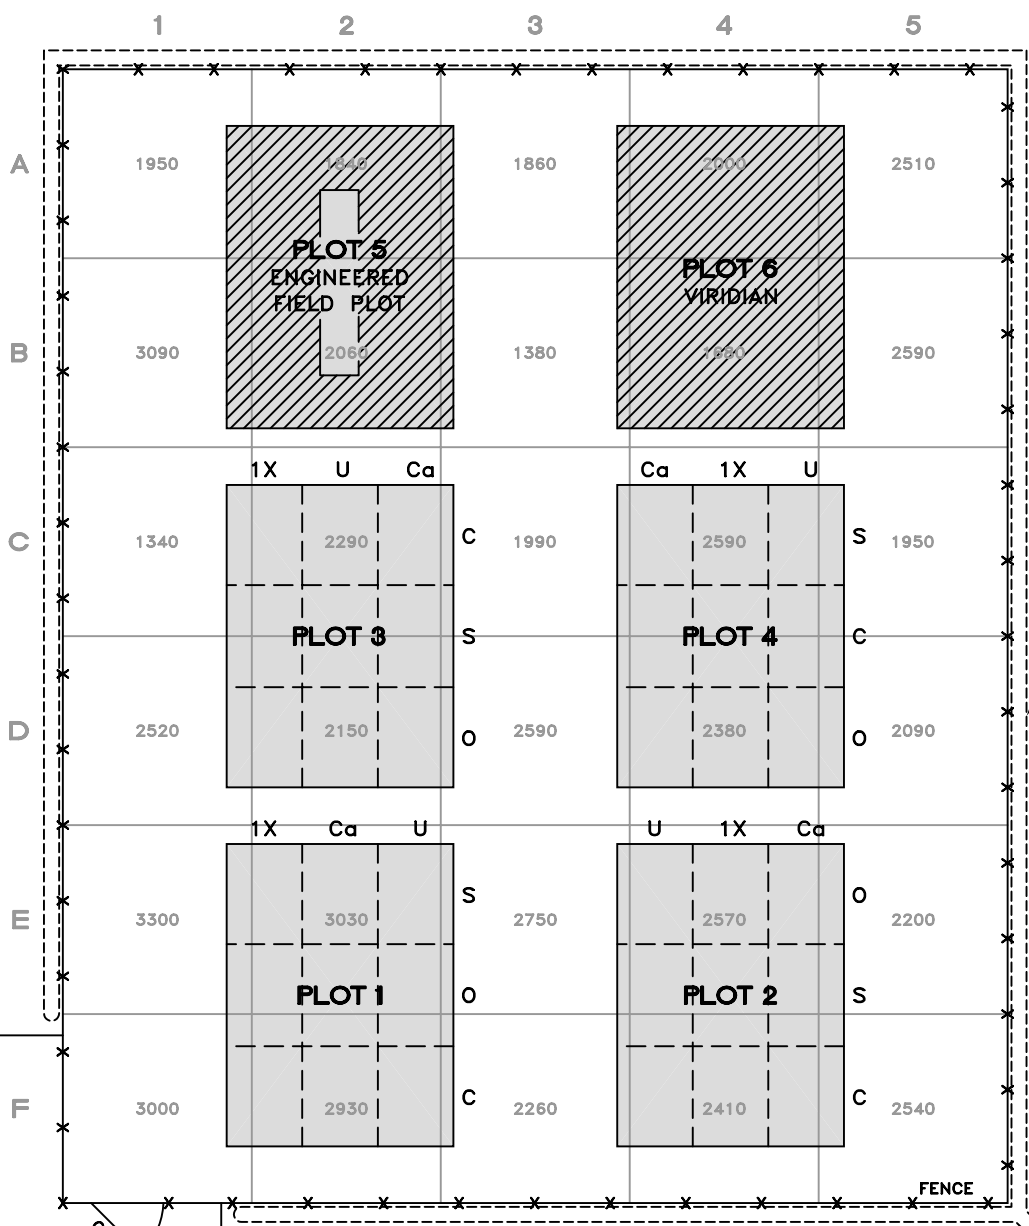 1 2 3 4 5
A 1950 1840 1860 2000 2510
PLOT 5
ENGINEERED
FIELD PLOT
PLOT 6
VIRIDIAN
B 3090 2060 1380 1680 2590
1X U Ca Ca 1X U
C 1340 2290 C 1990 2590 S 1950
PLOT 3 S PLOT 4 C
D 2520 2150 O 2590 2380 O 2090
1X Ca U U 1X Ca
E 3300 3030 S 2750 2570 O 2200
PLOT 1 O PLOT 2 S
F 3000 2930 C 2260 2410 C 2540
FENCE